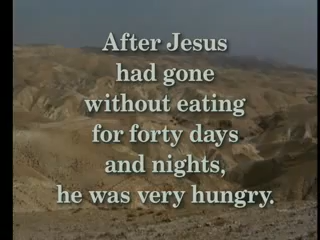 After Jesus
had gone
without eating
for forty days
and nights,
he was very hungry.